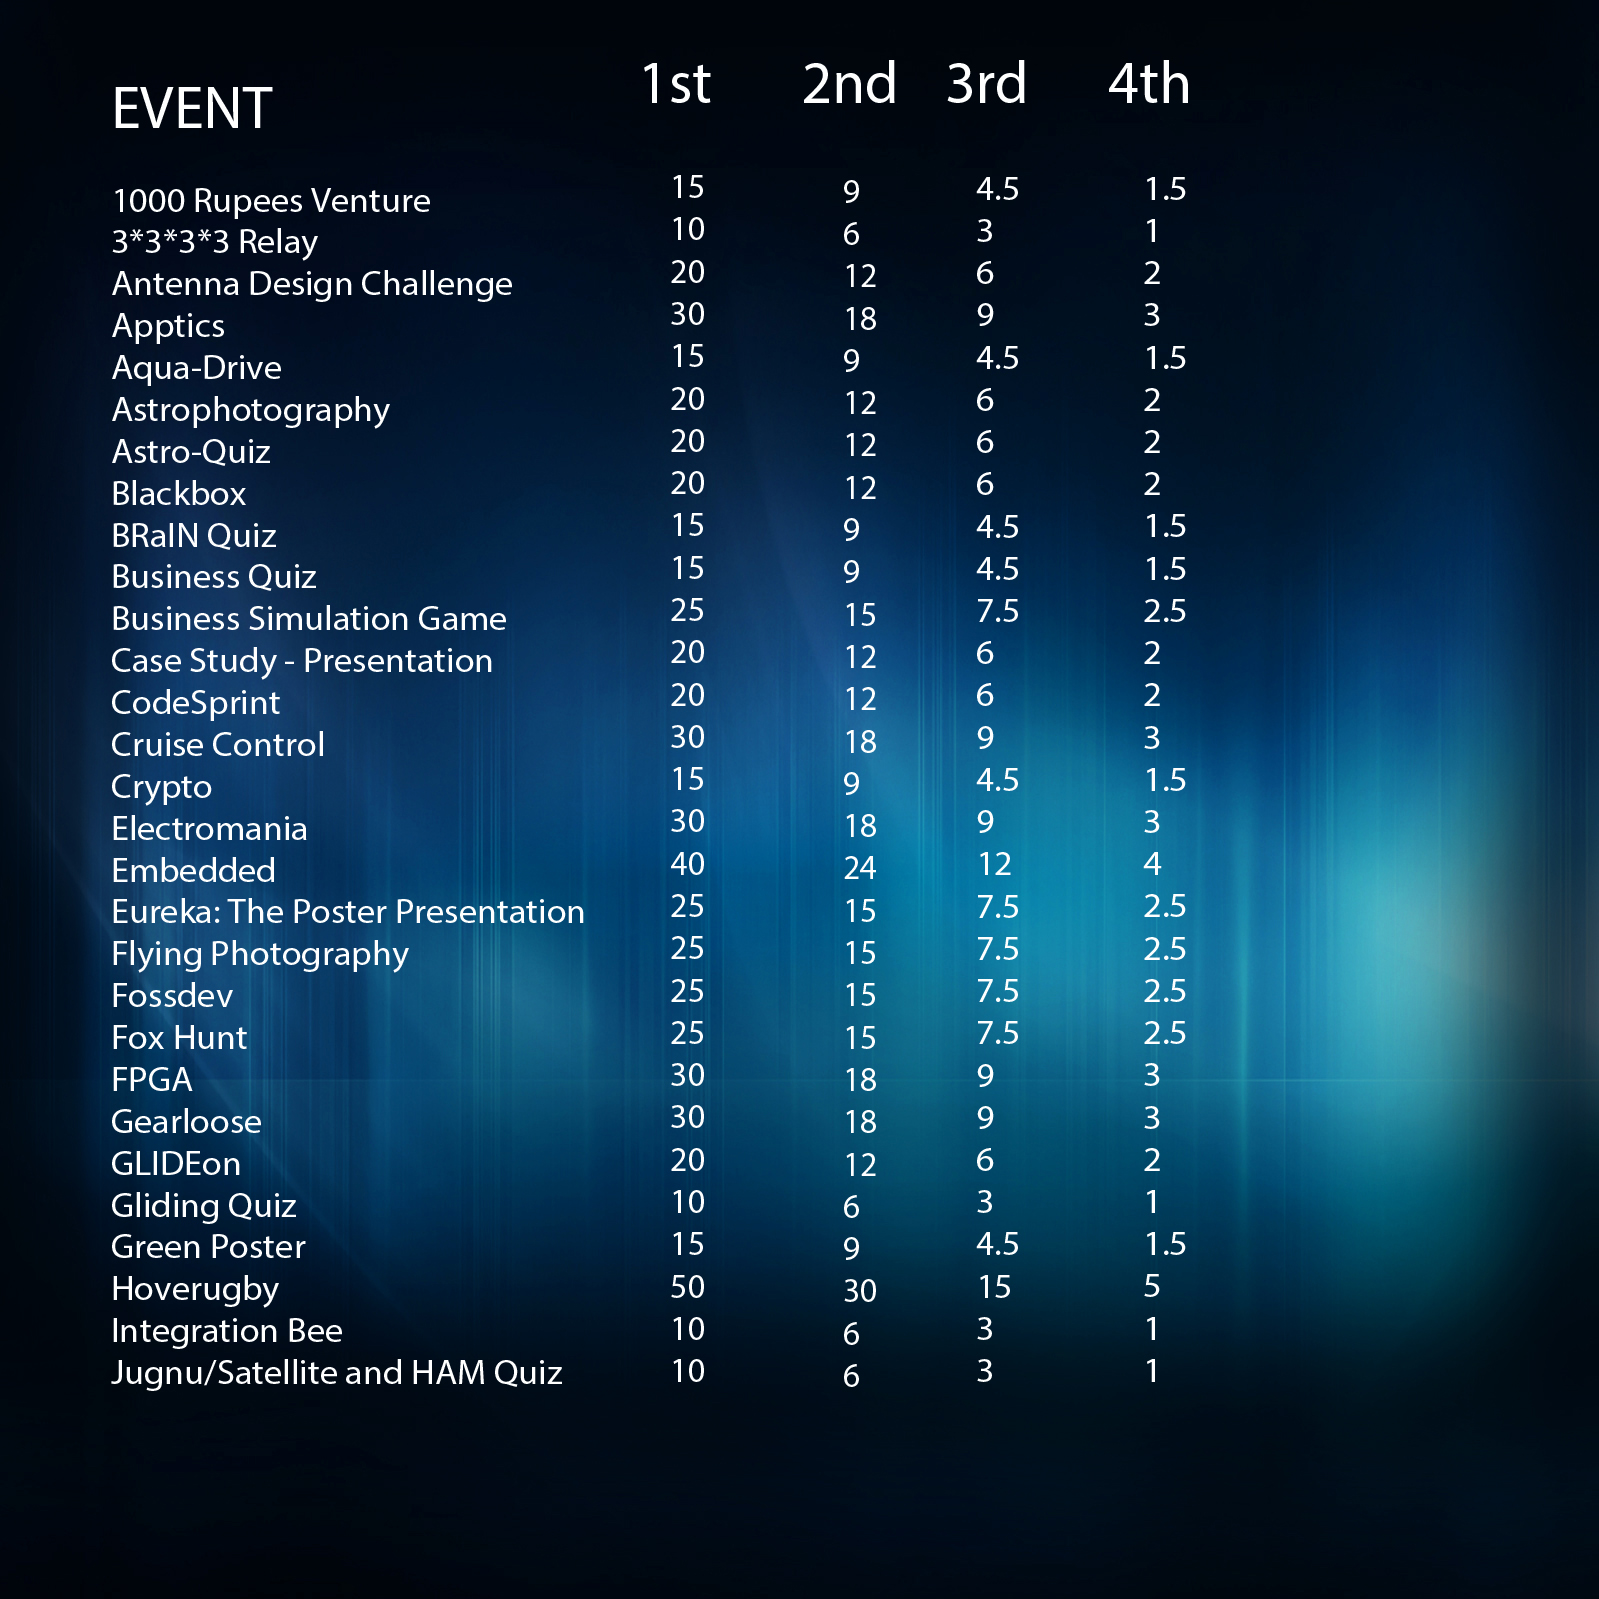 EVENT 1st 2nd 3rd 4th
1000 Rupees Venture 15 9 4.5 1.5
3*3*3*3 Relay 10 6 3 1
Antenna Design Challenge 20 12 6 2
Apptics 30 18 9 3
Aqua-Drive 15 9 4.5 1.5
Astrophotography 20 12 6 2
Astro-Quiz 20 12 6 2
Blackbox 20 12 6 2
BRaIN Quiz 15 9 4.5 1.5
Business Quiz 15 9 4.5 1.5
Business Simulation Game 25 15 7.5 2.5
Case Study - Presentation 20 12 6 2
CodeSprint 20 12 6 2
Cruise Control 30 18 9 3
Crypto 15 9 4.5 1.5
Electromania 30 18 9 3
Embedded 40 24 12 4
Eureka: The Poster Presentation 25 15 7.5 2.5
Flying Photography 25 15 7.5 2.5
Fossdev 25 15 7.5 2.5
Fox Hunt 25 15 7.5 2.5
FPGA 30 18 9 3
Gearloose 30 18 9 3
GLIDEon 20 12 6 2
Gliding Quiz 10 6 3 1
Green Poster 15 9 4.5 1.5
Hoverugby 50 30 15 5
Integration Bee 10 6 3 1
Jugnu/Satellite and HAM Quiz 10 6 3 1